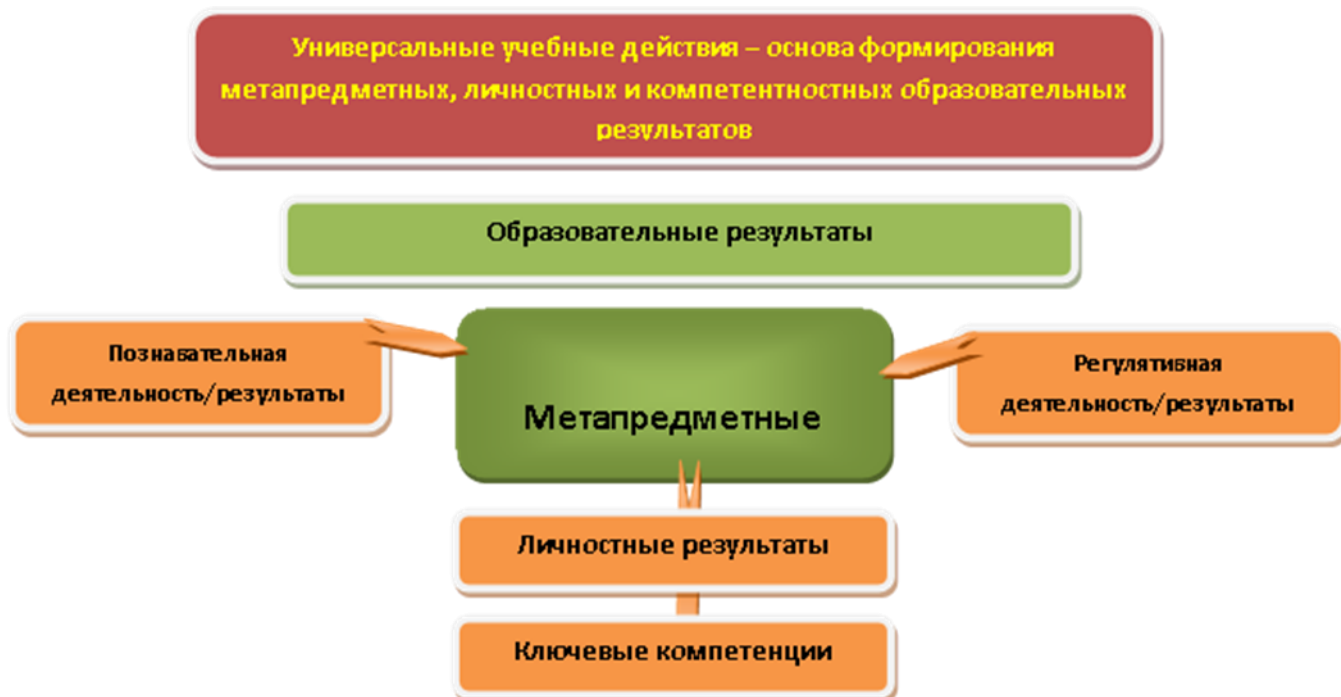 Универсальные учебные действия – основа формирования
метапредметных, личностных и компетентностных образовательных
результатов
Образовательные результаты
Познавательная
деятельность/результаты
Метапредметные
Регулятивная
деятельность/результаты
Личностные результаты
Ключевые компетенции